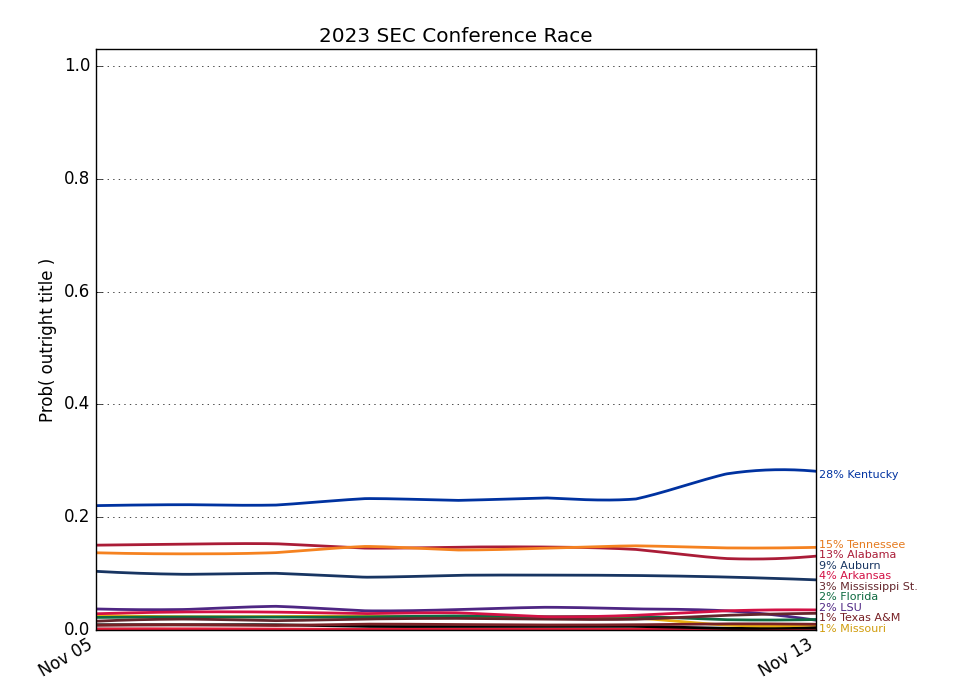 2023 SEC Conference Race
Prob( outright title )
1.0
0.8
0.6
0.4
0.2
0.0
Nov 05
Nov 13
28% Kentucky
15% Tennessee
13% Alabama
9% Auburn
4% Arkansas
3% Mississippi St.
2% Florida
2% LSU
1% Texas A&M
1% Missouri